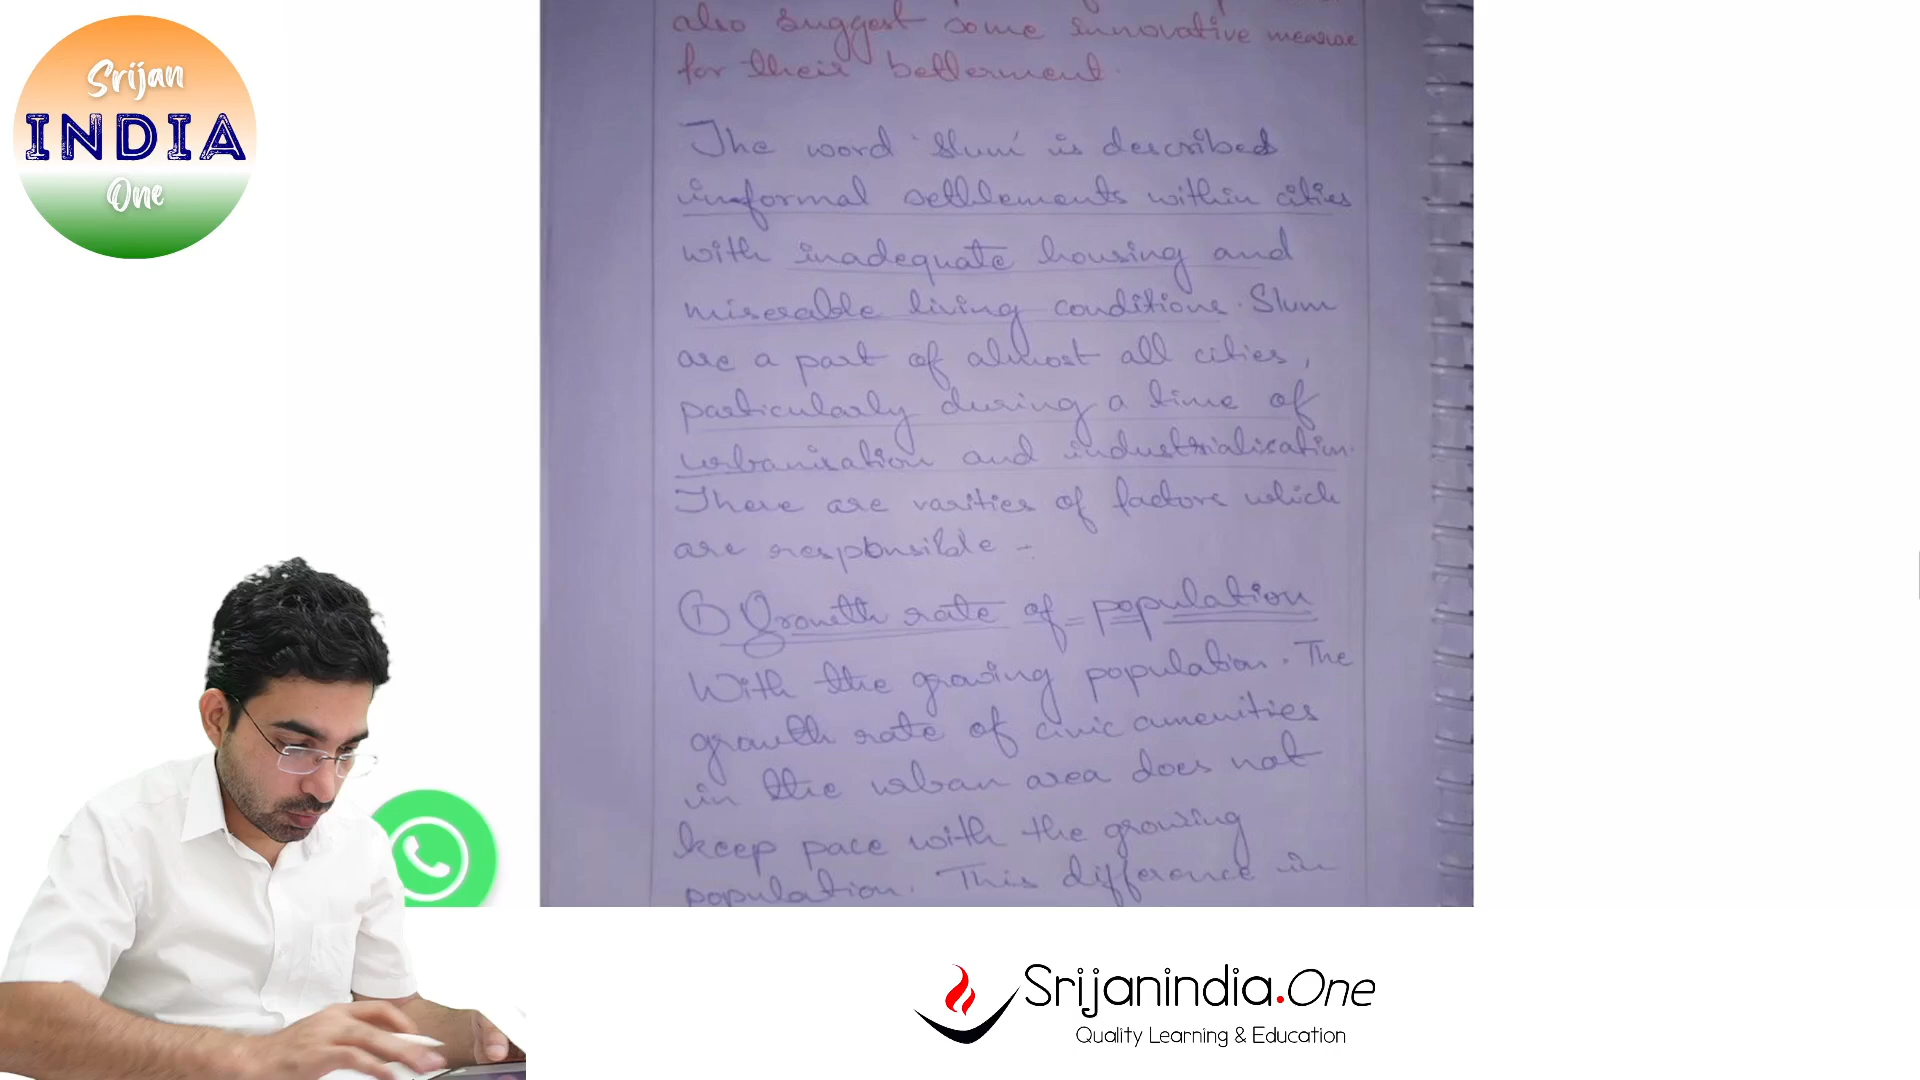 Srijan
INDIA
One
also suggest some innovative measure
for their betterment.
The word 'slum' is described
informal settlements within cities
with inadequate housing and
miserable living conditions. Slum
are a part of almost all cities,
particularly during a time of
urbanisation and industrialisation.
There are varities of factors which
are responsible -
① Growth rate of population
With the growing population. The
growth rate of civic amenities
in the urban area does not
keep pace with the growing
population. This difference in
Srijanindia.One
Quality Learning & Education